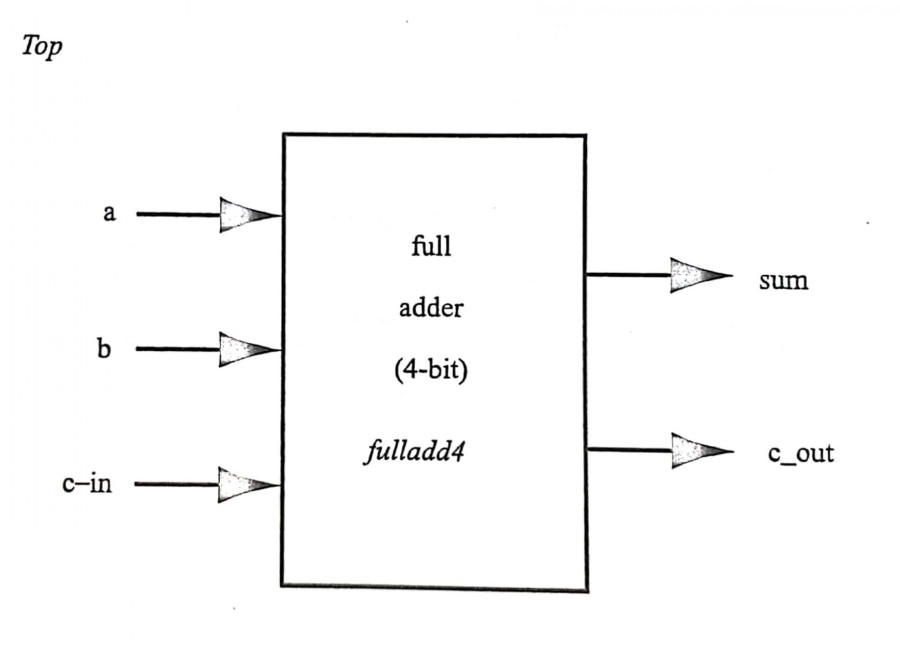 Top
a
full
sum
adder
b
(4-bit)
fulladd4
c_out
c–in